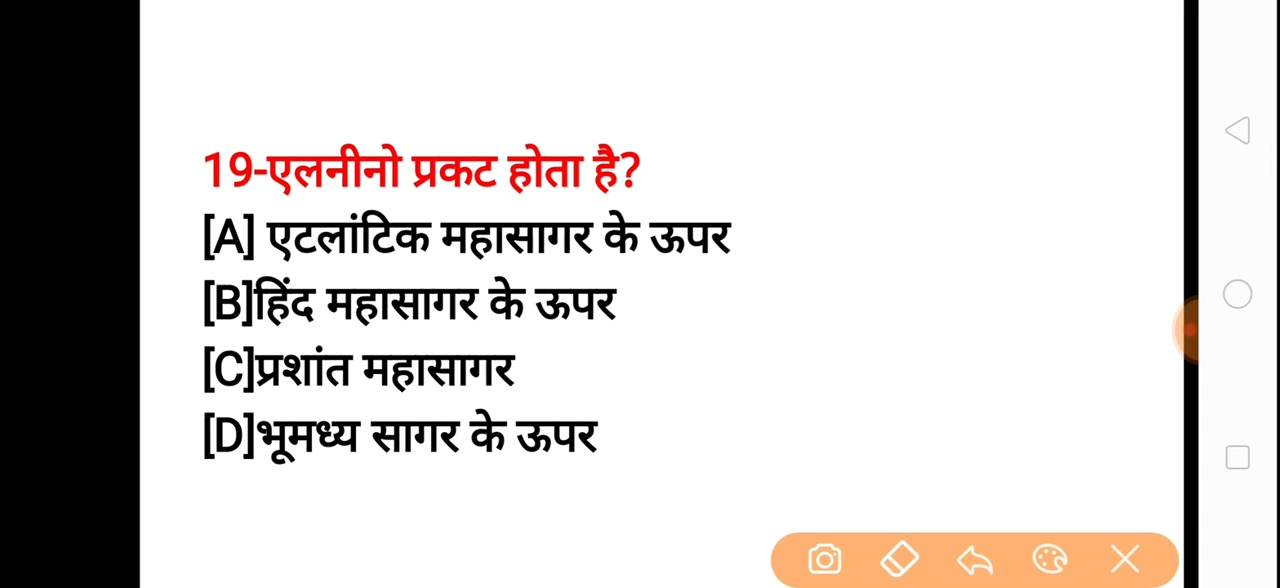 19-एलनीनो प्रकट होता है?
[A] एटलांटिक महासागर के ऊपर
[B]हिंद महासागर के ऊपर
[C]प्रशांत महासागर
[D]भूमध्य सागर के ऊपर